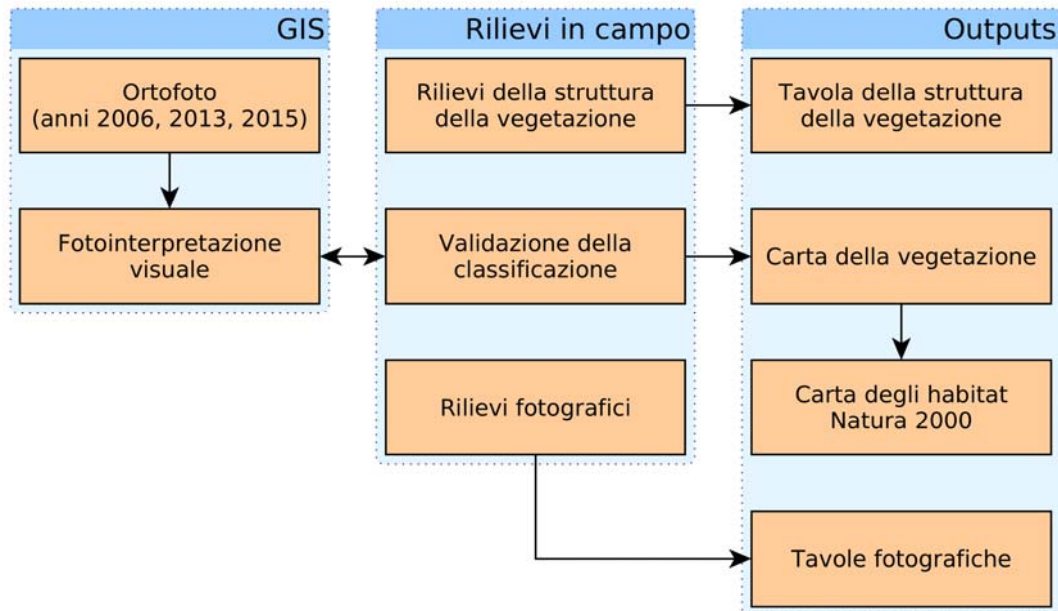 GIS
Ortofoto
(anni 2006, 2013, 2015)
Fotointerpretazione
visuale
Rilievi in campo
Rilievi della struttura
della vegetazione
Validazione della
classificazione
Rilievi fotografici
Outputs
Tavola della struttura
della vegetazione
Carta della vegetazione
Carta degli habitat
Natura 2000
Tavole fotografiche